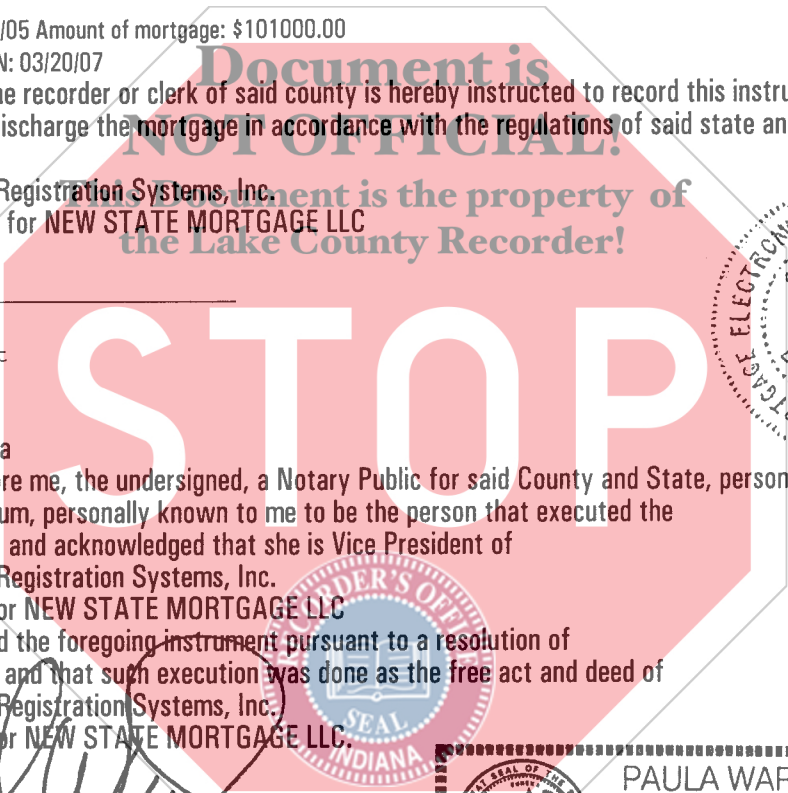 /05 Amount of mortgage: $101000.00
N: 03/20/07
Document is
ne recorder or clerk of said county is hereby instructed to record this instru
ischarge the mortgage in accordance with the regulations of said state an
NOT OFFICIAL!
Registration Systems, Inc.
This Document is the property of
for NEW STATE MORTGAGE LLC
the Lake County Recorder!
MORTGAGE ELECTRON
STOP
a
re me, the undersigned, a Notary Public for said County and State, person
um, personally known to me to be the person that executed the
and acknowledged that she is Vice President of
Registration Systems, Inc.
or NEW STATE MORTGAGE LLC
d the foregoing instrument pursuant to a resolution of
and that such execution was done as the free act and deed of
Registration Systems, Inc.
or NEW STATE MORTGAGE LLC.
RECORDER'S OFFICE
SEAL
INDIANA
SEAL OF THE
PAULA WAR